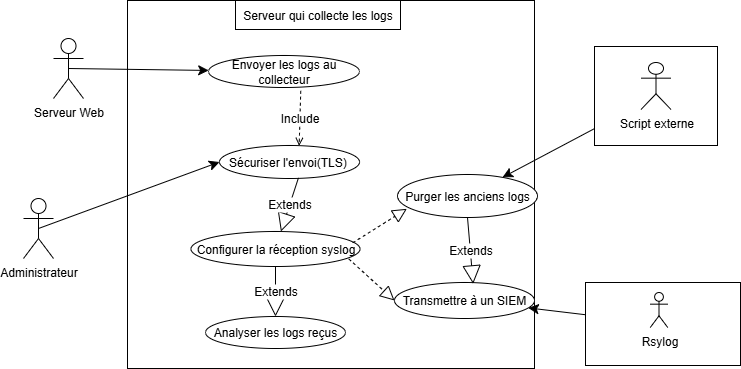 Serveur qui collecte les logs
Envoyer les logs au
collecteur
Serveur Web
Script externe
Include
Sécuriser l'envoi(TLS)
Purger les anciens logs
Extends
Administrateur
Configurer la réception syslog
Extends
Extends
Transmettre à un SIEM
Analyser les logs reçus
Rsylog